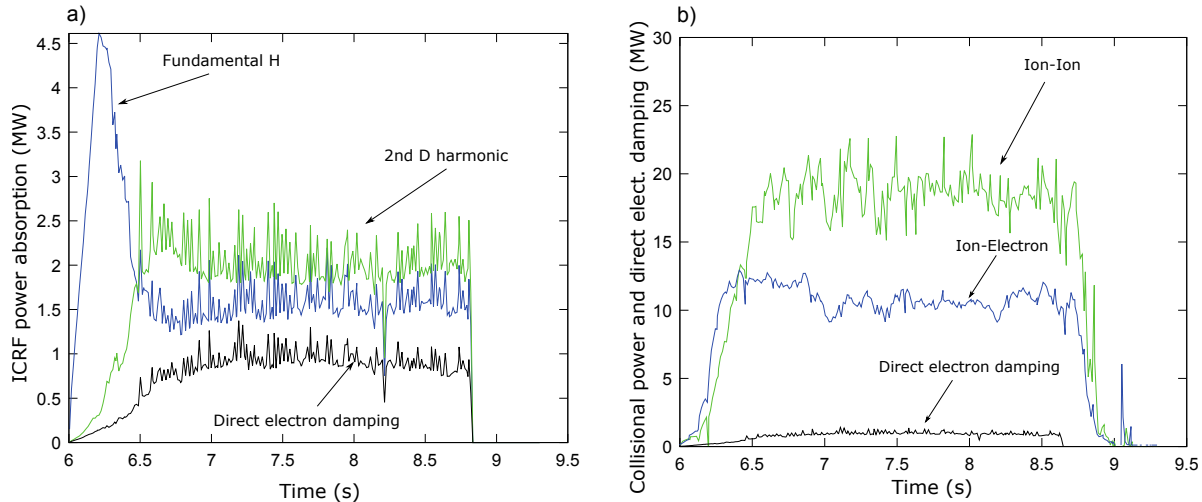 a)
ICRF power absorption (MW)
4.5
4
3.5
3
2.5
2
1.5
1
0.5
0
6
6.5
7
7.5
8
8.5
9
9.5
Time (s)
Fundamental H
2nd D harmonic
Direct electron damping
b)
Collisional power and direct elect. damping (MW)
30
25
20
15
10
5
0
6
6.5
7
7.5
8
8.5
9
9.5
Time (s)
Ion-Ion
Ion-Electron
Direct electron damping